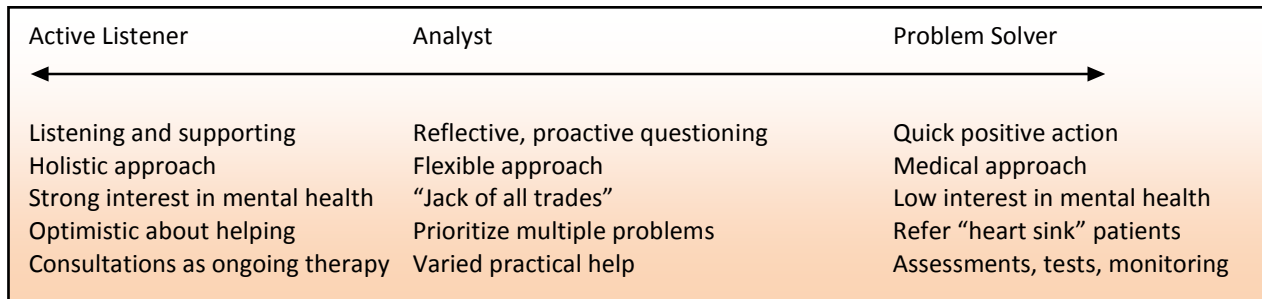 Active Listener Analyst Problem Solver
Listening and supporting Reflective, proactive questioning Quick positive action
Holistic approach Flexible approach Medical approach
Strong interest in mental health “Jack of all trades” Low interest in mental health
Optimistic about helping Prioritize multiple problems Refer “heart sink” patients
Consultations as ongoing therapy Varied practical help Assessments, tests, monitoring